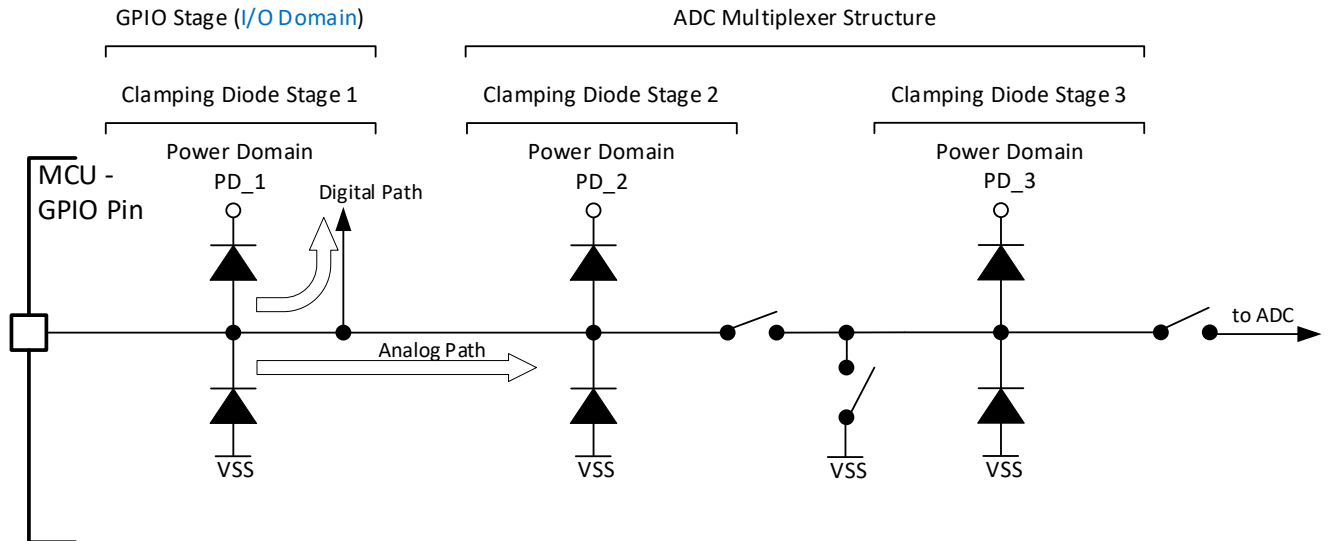 GPIO Stage (I/O Domain)
ADC Multiplexer Structure
Clamping Diode Stage 1
Clamping Diode Stage 2
Clamping Diode Stage 3
Power Domain
PD_1
Power Domain
PD_2
Power Domain
PD_3
MCU -
GPIO Pin
Digital Path
to ADC
Analog Path
VSS
VSS
VSS
VSS